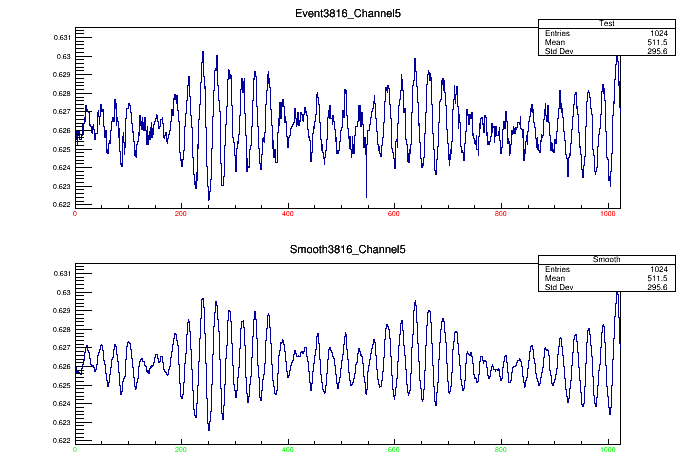 Event3816_Channel5
Test
Entries 1024
Mean 511.5
Std Dev 295.6
0.631
0.63
0.629
0.628
0.627
0.626
0.625
0.624
0.623
0.622
0 200 400 600 800 1000
Smooth3816_Channel5
Smooth
Entries 1024
Mean 511.5
Std Dev 295.6
0.631
0.63
0.629
0.628
0.627
0.626
0.625
0.624
0.623
0.622
0 200 400 600 800 1000